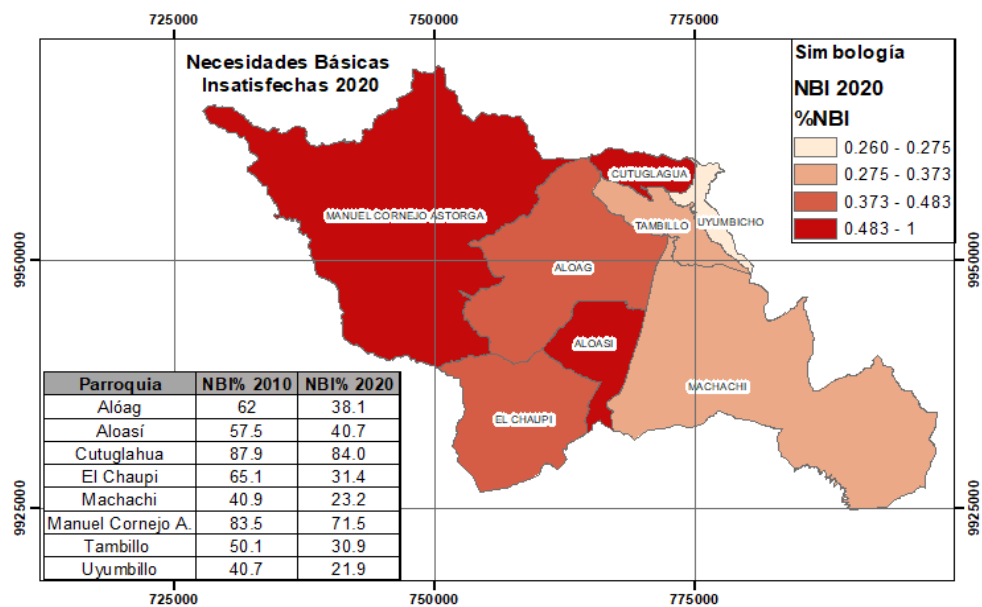 725000 750000 775000
Necesidades Básicas
Insatisfechas 2020
Sim bología
NBI 2020
%NBI
0.260 - 0.275
0.275 - 0.373
0.373 - 0.483
0.483 - 1
CUTUGLAGUA
MANUEL CORNEJO ASTORGA
TAMBILLO
UYUMBICHO
ALOAG
ALOASI
MACHACHI
EL CHAUPI
9950000 9950000
9925000 9925000
Parroquia NBI% 2010 NBI% 2020
Alóag 62 38.1
Aloasí 57.5 40.7
Cutuglahua 87.9 84.0
El Chaupi 65.1 31.4
Machachi 40.9 23.2
Manuel Cornejo A. 83.5 71.5
Tambillo 50.1 30.9
Uyumbillo 40.7 21.9
725000 750000 775000